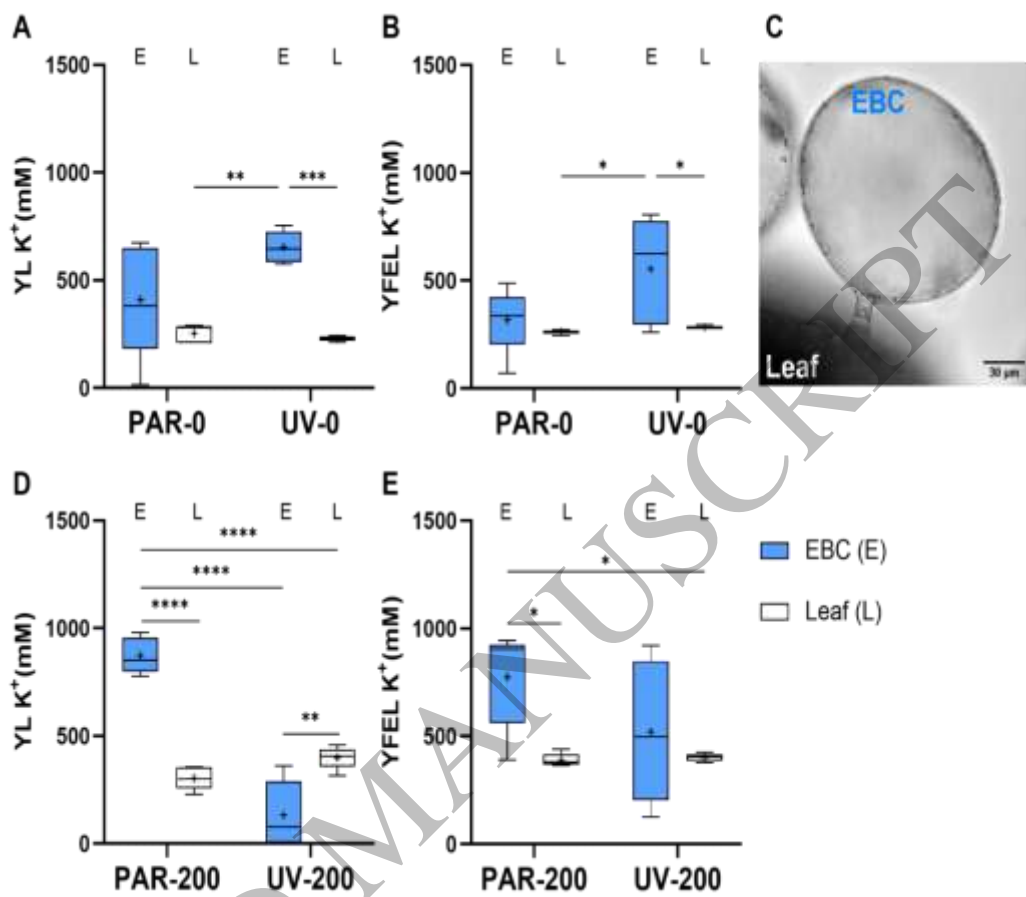 A
E L E L
1500
1000
500
0
YL K⁺(mM)
** ***
PAR-0 UV-0
B
E L E L
1500
1000
500
0
YFEL K⁺(mM)
* *
PAR-0 UV-0
C
EBC
Leaf
30 µm
D
E L E L
1500
1000
500
0
YL K⁺(mM)
****
****
****
**
PAR-200 UV-200
E
E L E L
1500
1000
500
0
YFEL K⁺(mM)
*
*
PAR-200 UV-200
EBC (E)
Leaf (L)
MANUSCRIPT